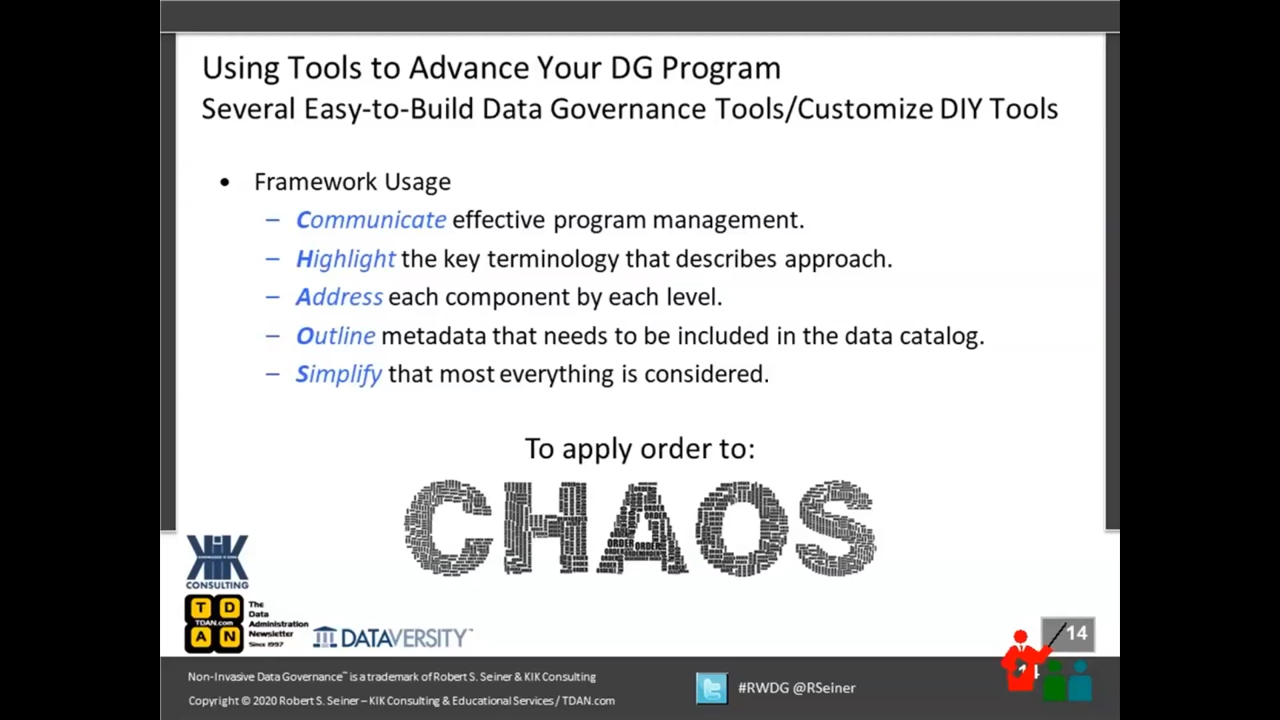 Using Tools to Advance Your DG Program
Several Easy-to-Build Data Governance Tools/Customize DIY Tools
• Framework Usage
– Communicate effective program management.
– Highlight the key terminology that describes approach.
– Address each component by each level.
– Outline metadata that needs to be included in the data catalog.
– Simplify that most everything is considered.
To apply order to:
CHAOS
KIK
CONSULTING
T D
TDAN.com
A N
The
Data
Administration
Newsletter
Since 1997
DATAVERSITY™
14
Non-Invasive Data Governance™ is a trademark of Robert S. Seiner & KIK Consulting
Copyright © 2020 Robert S. Seiner – KIK Consulting & Educational Services / TDAN.com
#RWDG @RSeiner